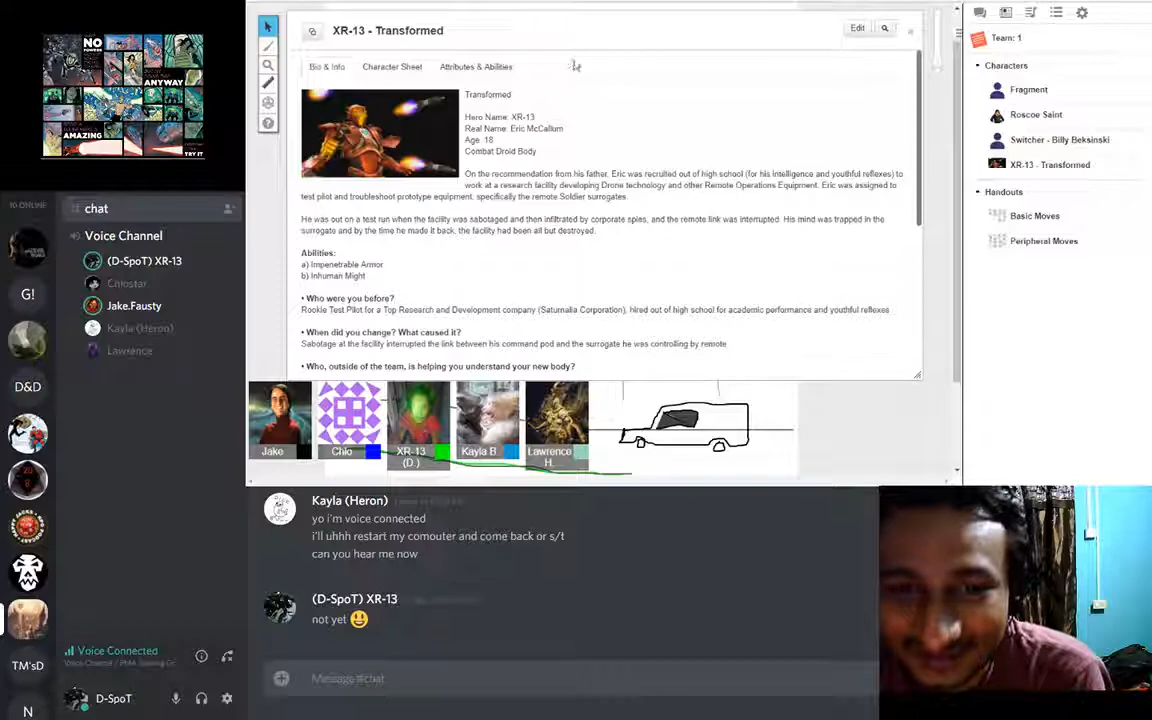 NO
POWERS
ANYWAY
AMAZING
TRY IT
10 ONLINE
chat
Voice Channel
(D-SpoT) XR-13
Chiostar
Jake.Fausty
Kayla (Heron)
Lawrence
G!
D&D
TM'sD
N
Voice Connected
D-SpoT
XR-13 - Transformed
Edit
Bio & Info
Character Sheet
Attributes & Abilities
Transformed
Hero Name: XR-13
Real Name: Eric McCallum
Age 18
Combat Droid Body
On the recommendation from his father, Eric was recruited out of high school (for his intelligence and youthful reflexes) to
work at a research facility developing Drone technology and other Remote Operations Equipment. Eric was assigned to
test pilot and troubleshoot prototype equipment, specifically the remote Soldier surrogates.
He was out on a test run when the facility was sabotaged and then infiltrated by corporate spies, and the remote link was interrupted. His mind was trapped in the
surrogate and by the time he made it back, the facility had been all but destroyed.
Abilities:
a) Impenetrable Armor
b) Inhuman Might
• Who were you before?
Rookie Test Pilot for a Top Research and Development company (Saturnalia Corporation), hired out of high school for academic performance and youthful reflexes
• When did you change? What caused it?
Sabotage at the facility interrupted the link between his command pod and the surrogate he was controlling by remote
• Who, outside of the team, is helping you understand your new body?
Jake
Chio
XR-13
(D.)
Kayla B.
Lawrence
H.
Team: 1
Characters
Fragment
Roscoe Saint
Switcher - Billy Beksinski
XR-13 - Transformed
Handouts
Basic Moves
Peripheral Moves
Kayla (Heron)
yo i'm voice connected
i'll uhhh restart my comouter and come back or s/t
can you hear me now
(D-SpoT) XR-13
not yet 😃
Message #chat